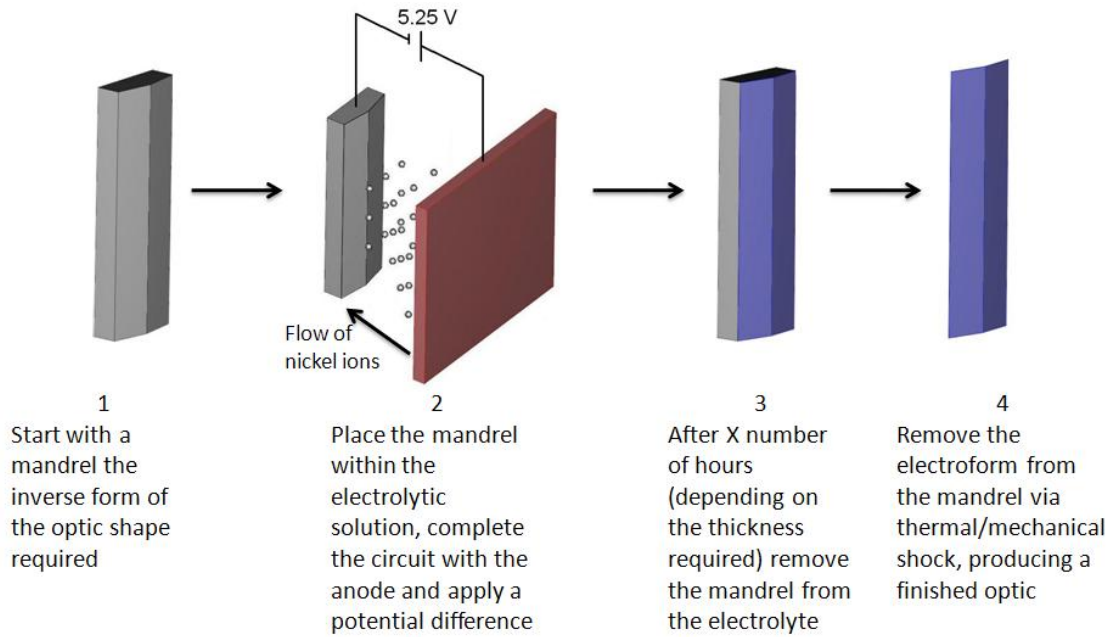 5.25 V
Flow of
nickel ions
1
Start with a
mandrel the
inverse form of
the optic shape
required
2
Place the mandrel
within the
electrolytic
solution, complete
the circuit with the
anode and apply a
potential difference
3
After X number
of hours
(depending on
the thickness
required) remove
the mandrel from
the electrolyte
4
Remove the
electroform from
the mandrel via
thermal/mechanical
shock, producing a
finished optic